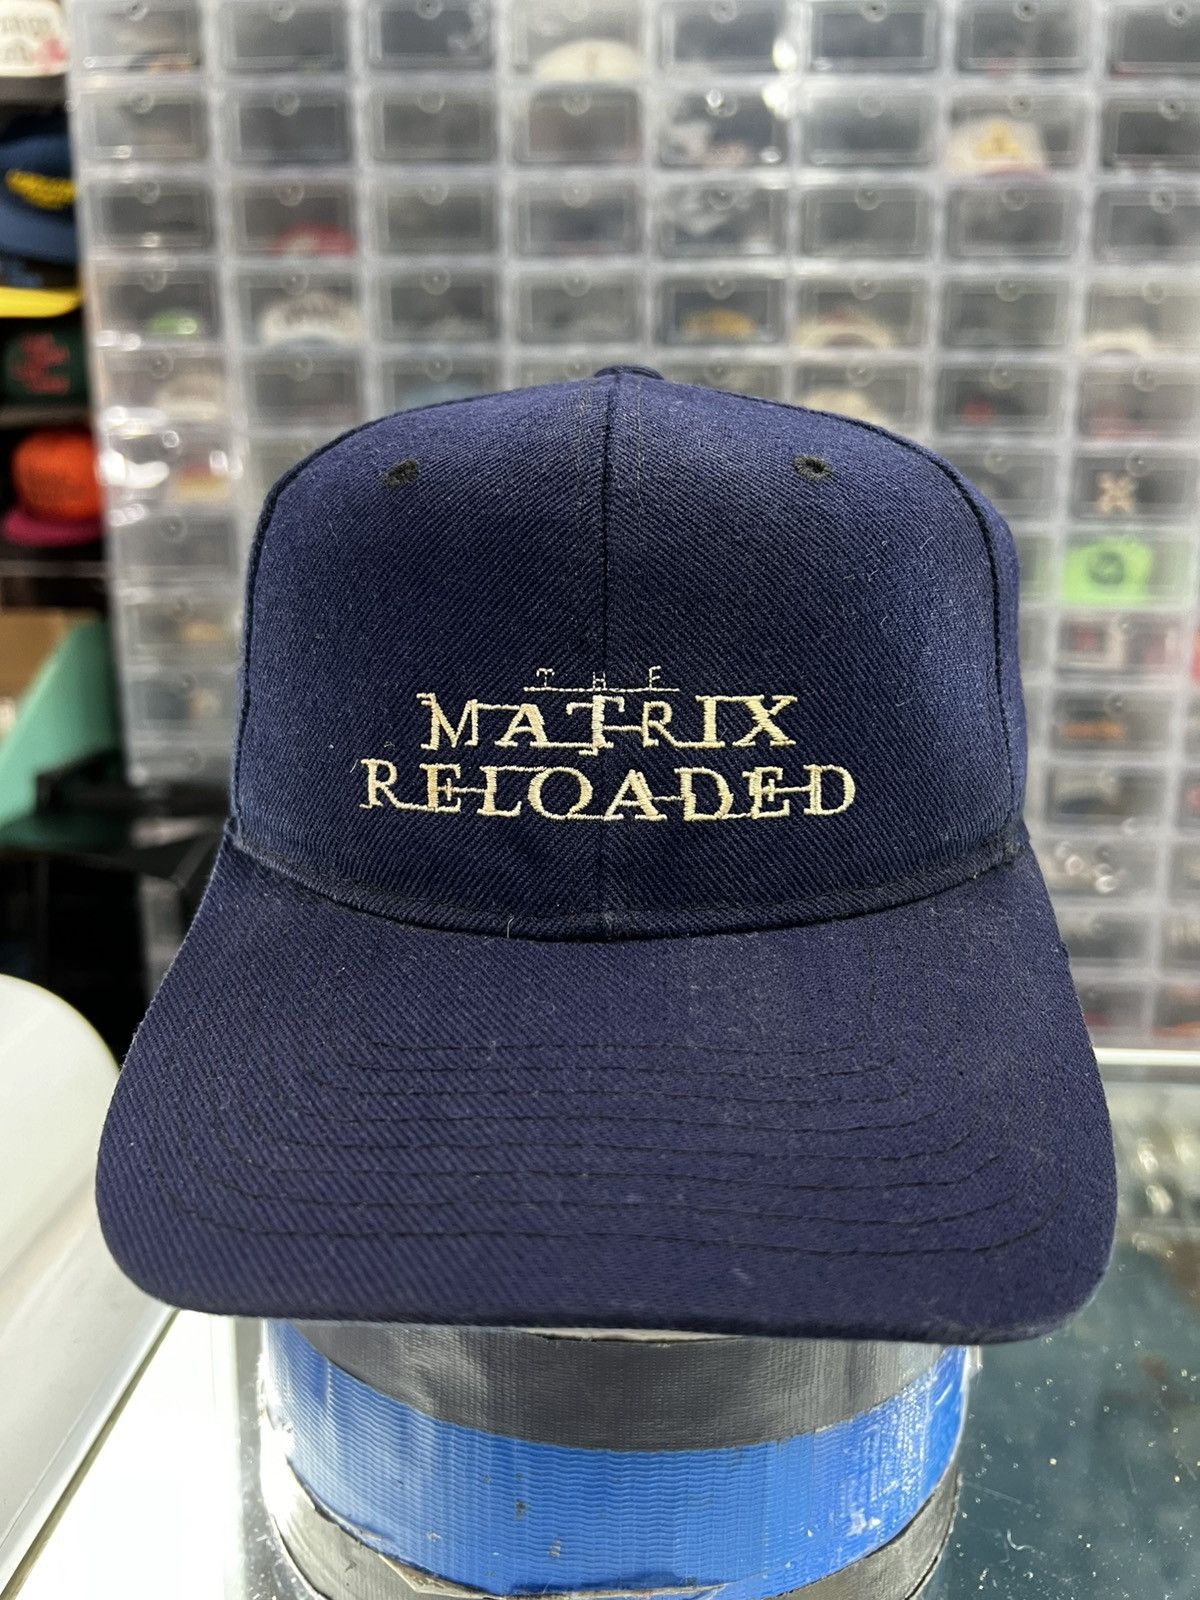 THE
MATRIX
RELOADED